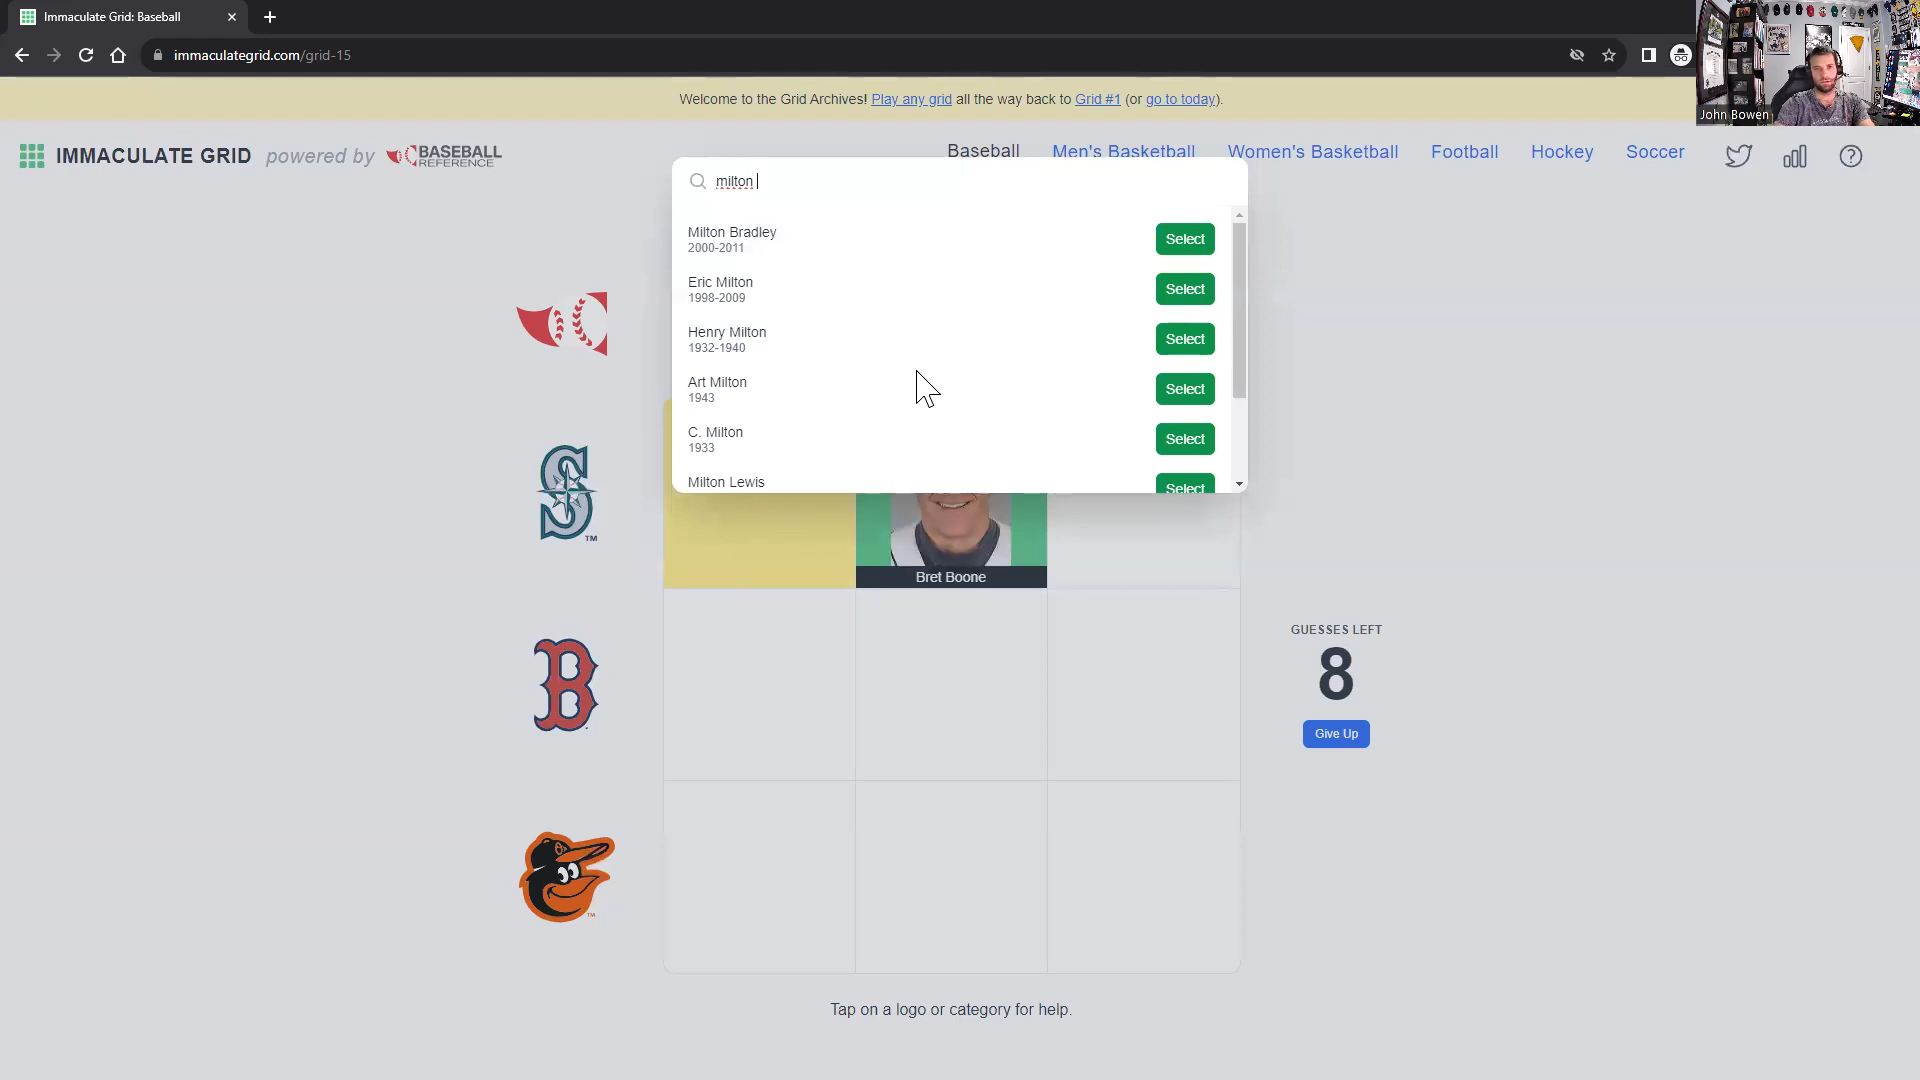 Immaculate Grid: Baseball
immaculategrid.com/grid-15
Welcome to the Grid Archives! Play any grid all the way back to Grid #1 (or go to today).
John Bowen
IMMACULATE GRID powered by BASEBALL REFERENCE
Baseball Men's Basketball Women's Basketball Football Hockey Soccer
milton
Milton Bradley
2000-2011
Select
Eric Milton
1998-2009
Select
Henry Milton
1932-1940
Select
Art Milton
1943
Select
C. Milton
1933
Select
Milton Lewis
Select
S
TM
Bret Boone
B
GUESSES LEFT
8
Give Up
TM
Tap on a logo or category for help.